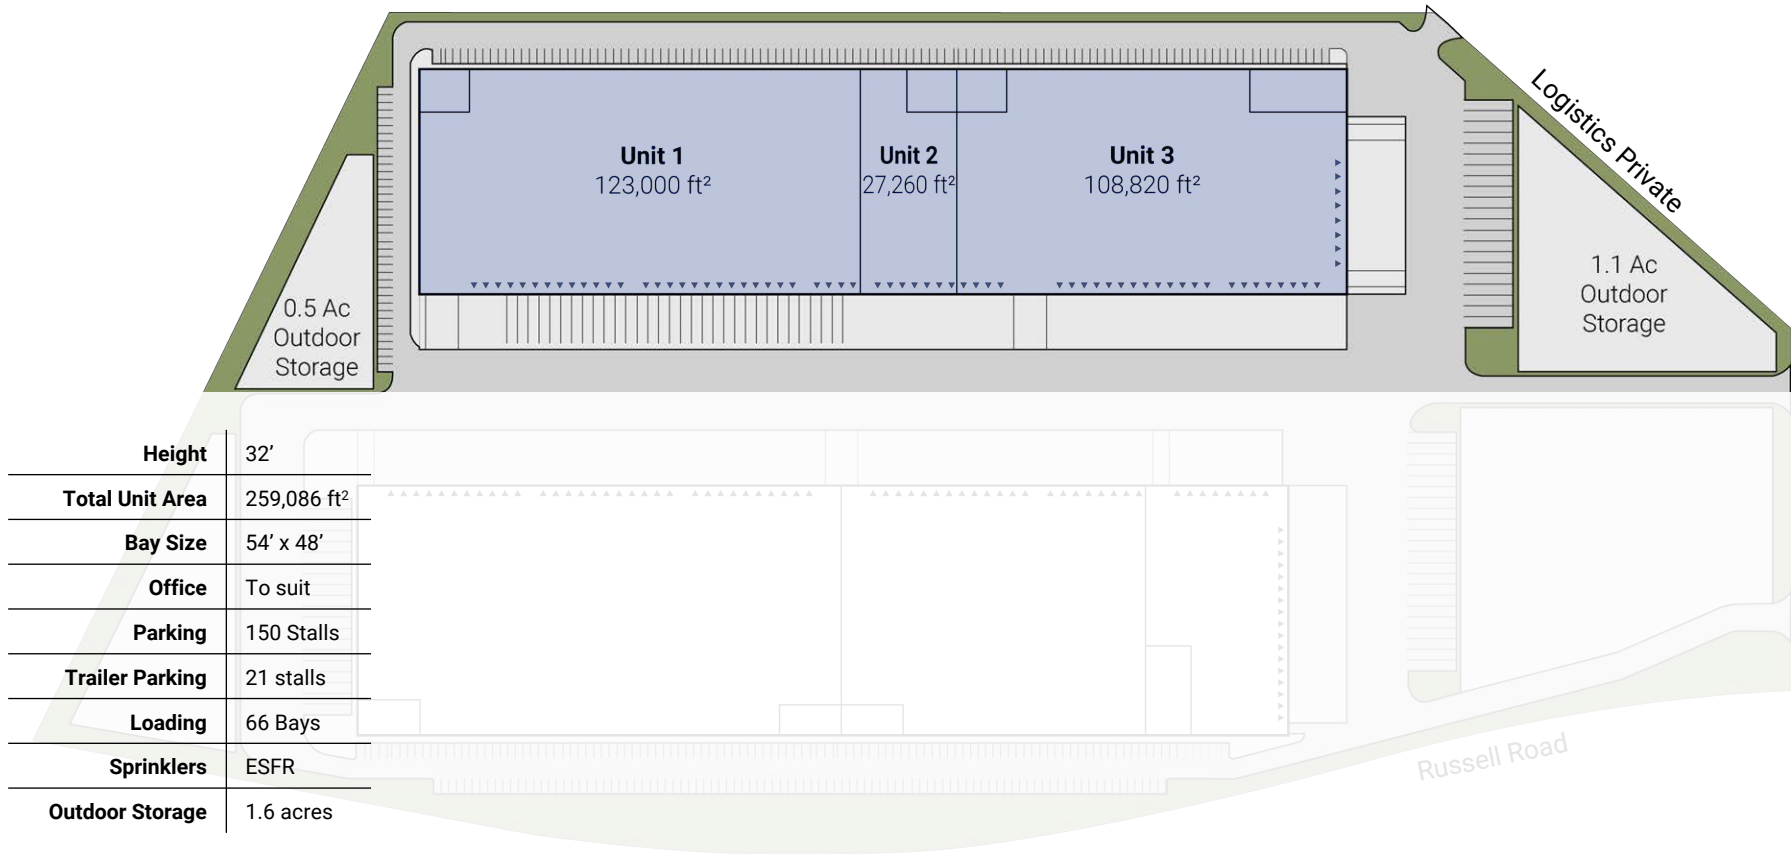 Logistics Private
Unit 1
123,000 ft²
Unit 2
27,260 ft²
Unit 3
108,820 ft²
0.5 Ac
Outdoor
Storage
1.1 Ac
Outdoor
Storage
Height 32’
Total Unit Area 259,086 ft²
Bay Size 54’ x 48’
Office To suit
Parking 150 Stalls
Trailer Parking 21 stalls
Loading 66 Bays
Sprinklers ESFR
Outdoor Storage 1.6 acres
Russell Road